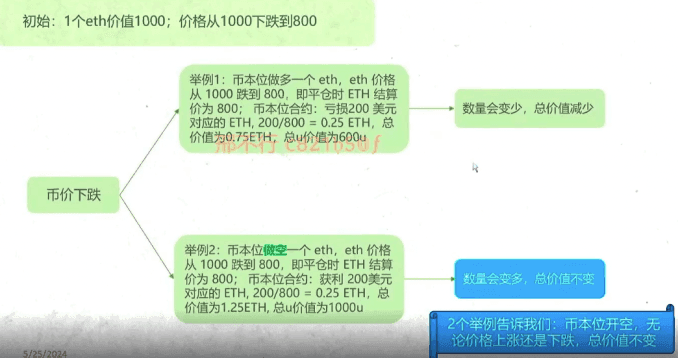 初始：1个eth价值1000；价格从1000下跌到800
举例1：币本位做多一个 eth，eth 价格
从 1000 跌到 800，即平仓时 ETH 结算
价为 800； 币本位合约：亏损200 美元
对应的 ETH, 200/800 = 0.25 ETH，总
价值为0.75ETH，总u价值为600u
数量会变少，总价值减少
币价下跌
举例2：币本位做空一个 eth，eth 价格
从 1000 跌到 800，即平仓时 ETH 结算
价为 800； 币本位合约：获利 200美元
对应的 ETH, 200/800 = 0.25 ETH，总
价值为1.25ETH, 总u价值为1000u
数量会变多，总价值不变
2个举例告诉我们：币本位开空，无
论价格上涨还是下跌，总价值不变
5/25/2024